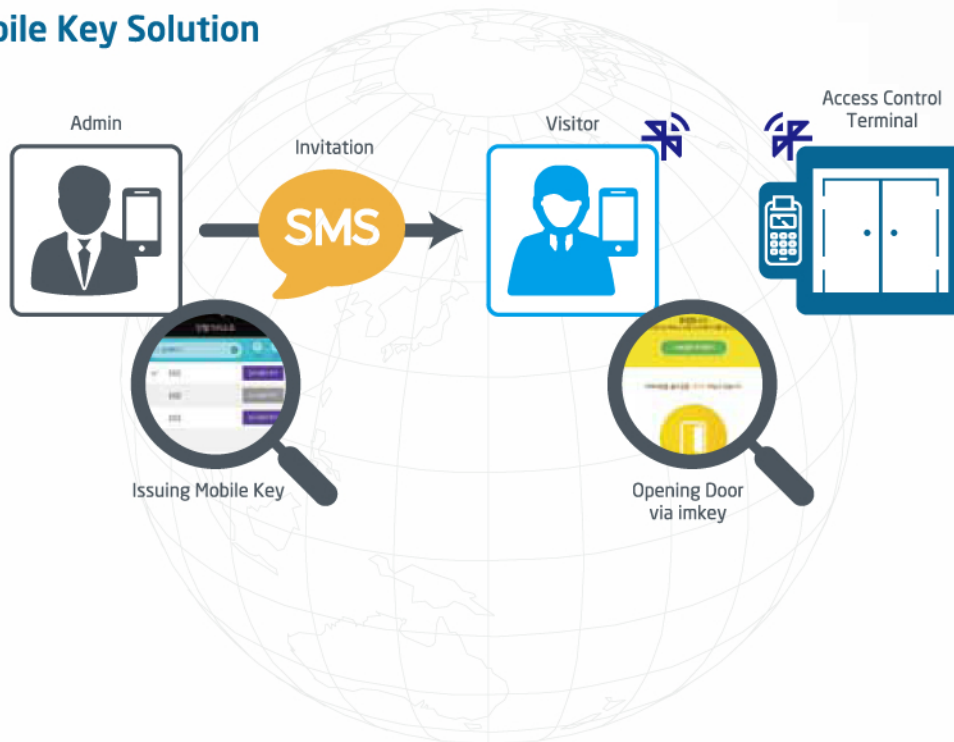 bile Key Solution
Admin
Invitation
SMS
Visitor
Access Control
Terminal
Issuing Mobile Key
Opening Door
via imkey